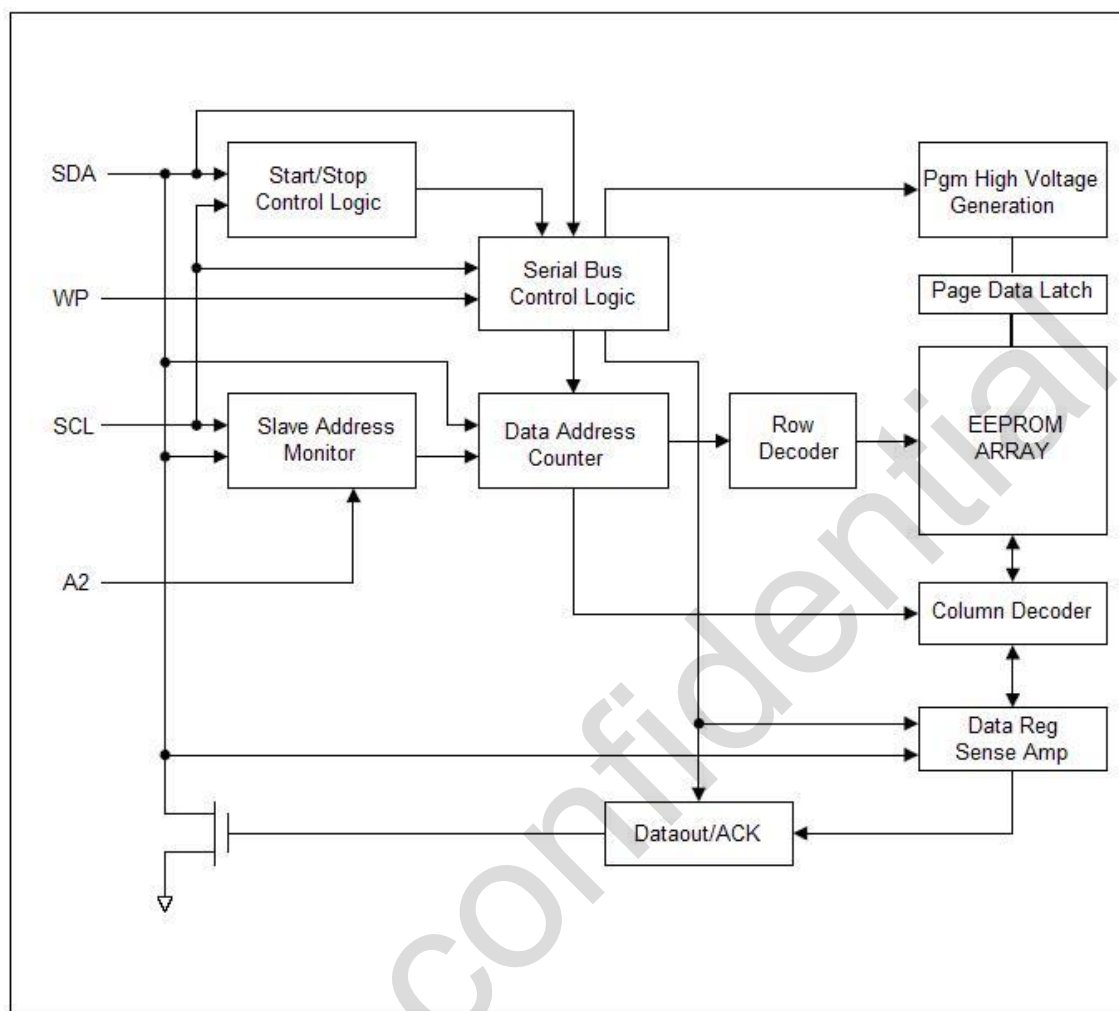 SDA
Start/Stop
Control Logic
Pgm High Voltage
Generation
WP
Serial Bus
Control Logic
Page Data Latch
SCL
Slave Address
Monitor
Data Address
Counter
Row
Decoder
EEPROM
ARRAY
A2
Column Decoder
Data Reg
Sense Amp
Dataout/ACK
confidential